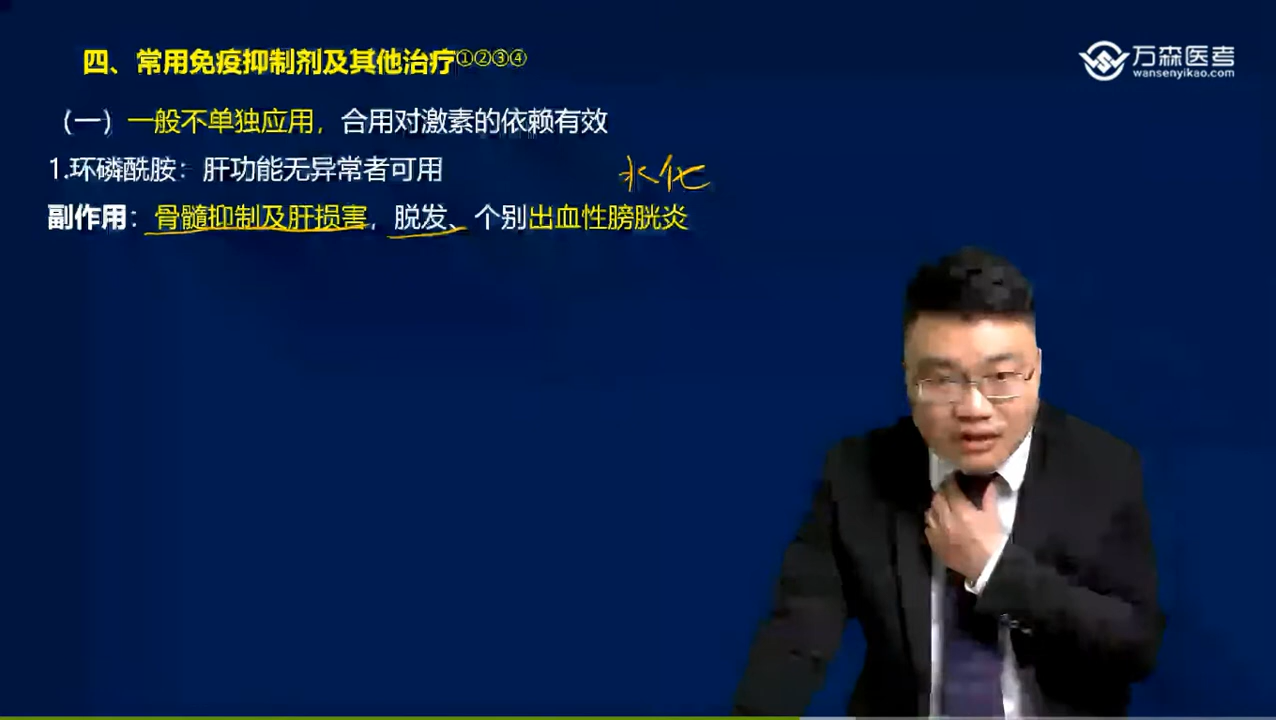 四、常用免疫抑制剂及其他治疗①②③④
万森医考
wansenyikao.com
（一）一般不单独应用，合用对激素的依赖有效
1.环磷酰胺：肝功能无异常者可用
水化
副作用：骨髓抑制及肝损害，脱发、个别出血性膀胱炎